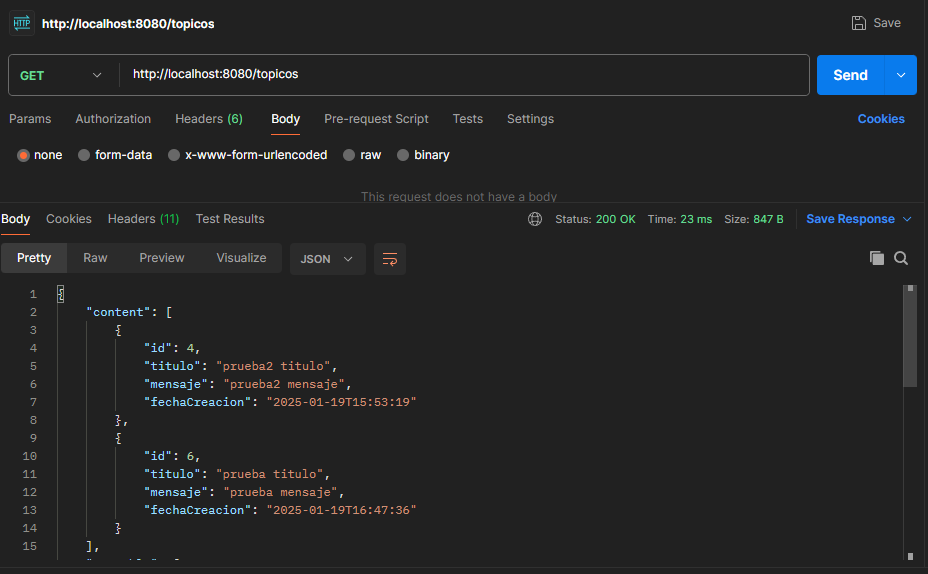 HTTP http://localhost:8080/topicos Save
GET http://localhost:8080/topicos Send
Params Authorization Headers (6) Body Pre-request Script Tests Settings Cookies
none form-data x-www-form-urlencoded raw binary
This request does not have a body
Body Cookies Headers (11) Test Results Status: 200 OK Time: 23 ms Size: 847 B Save Response
Pretty Raw Preview Visualize JSON
1 {
2 "content": [
3 {
4 "id": 4,
5 "titulo": "prueba2 titulo",
6 "mensaje": "prueba2 mensaje",
7 "fechaCreacion": "2025-01-19T15:53:19"
8 },
9 {
10 "id": 6,
11 "titulo": "prueba titulo",
12 "mensaje": "prueba mensaje",
13 "fechaCreacion": "2025-01-19T16:47:36"
14 }
15 ],